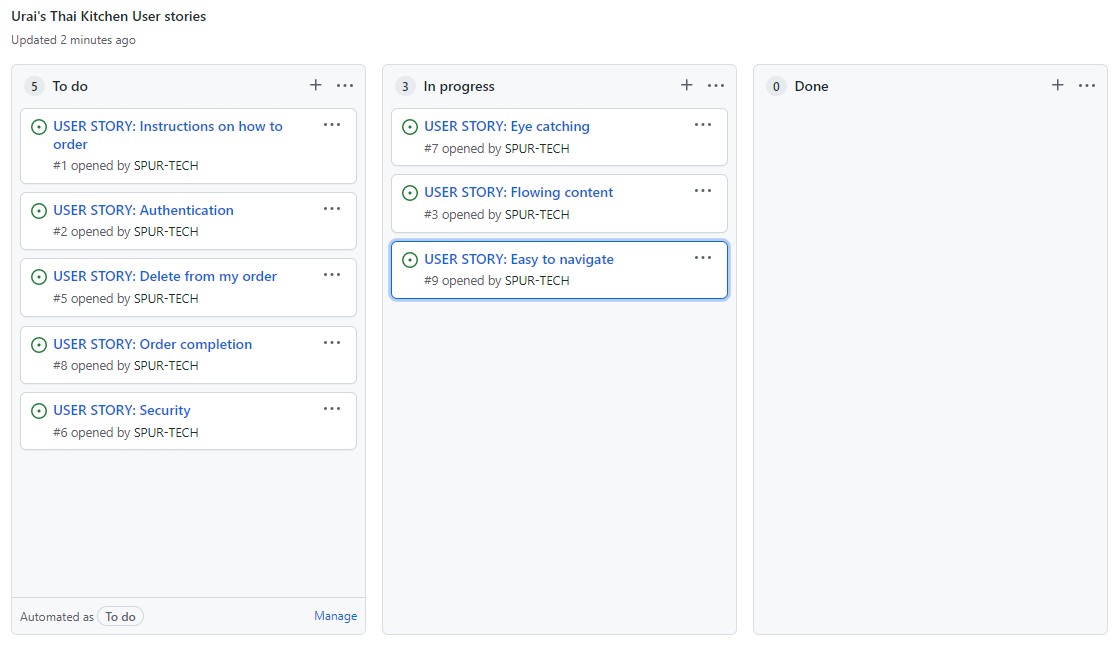 Urai's Thai Kitchen User stories
Updated 2 minutes ago
5 To do
USER STORY: Instructions on how to
order
#1 opened by SPUR-TECH
USER STORY: Authentication
#2 opened by SPUR-TECH
USER STORY: Delete from my order
#5 opened by SPUR-TECH
USER STORY: Order completion
#8 opened by SPUR-TECH
USER STORY: Security
#6 opened by SPUR-TECH
Automated as To do Manage
3 In progress
USER STORY: Eye catching
#7 opened by SPUR-TECH
USER STORY: Flowing content
#3 opened by SPUR-TECH
USER STORY: Easy to navigate
#9 opened by SPUR-TECH
0 Done